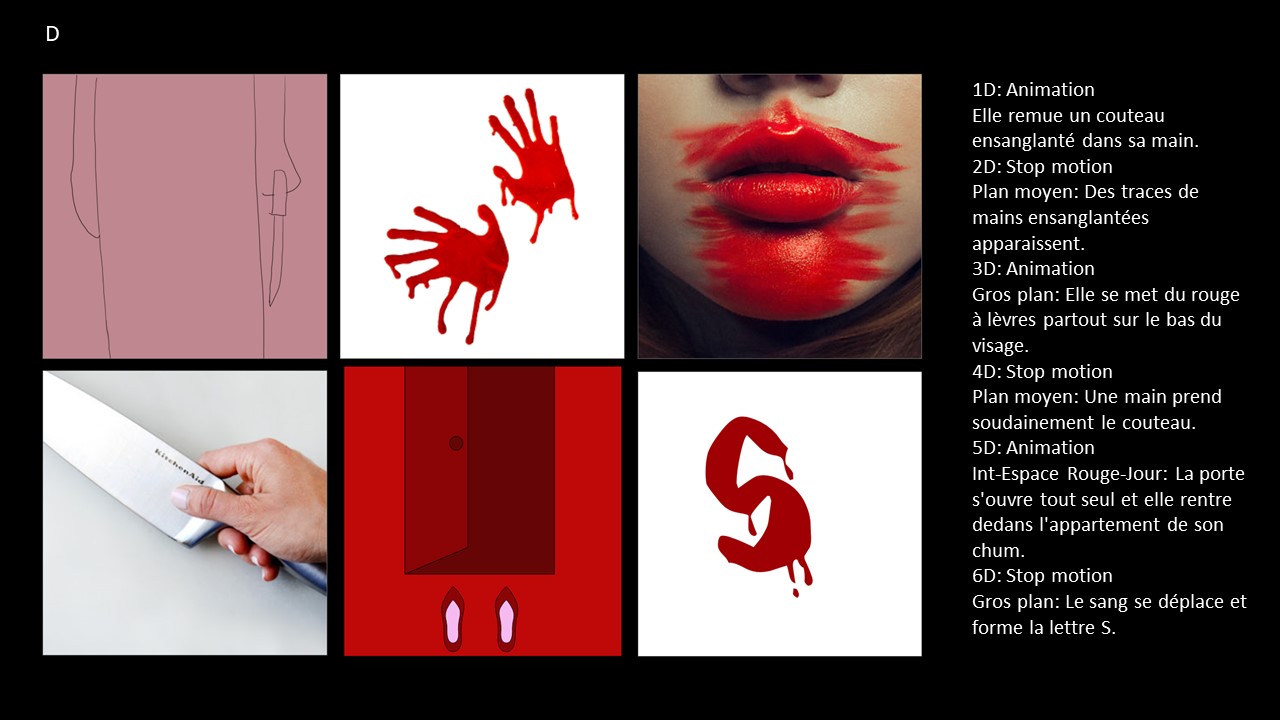 D
KitchenAid
1D: Animation
Elle remue un couteau
ensanglanté dans sa main.
2D: Stop motion
Plan moyen: Des traces de
mains ensanglantées
apparaissent.
3D: Animation
Gros plan: Elle se met du rouge
à lèvres partout sur le bas du
visage.
4D: Stop motion
Plan moyen: Une main prend
soudainement le couteau.
5D: Animation
Int-Espace Rouge-Jour: La porte
s'ouvre tout seul et elle rentre
dedans l'appartement de son
chum.
6D: Stop motion
Gros plan: Le sang se déplace et
forme la lettre S.
S